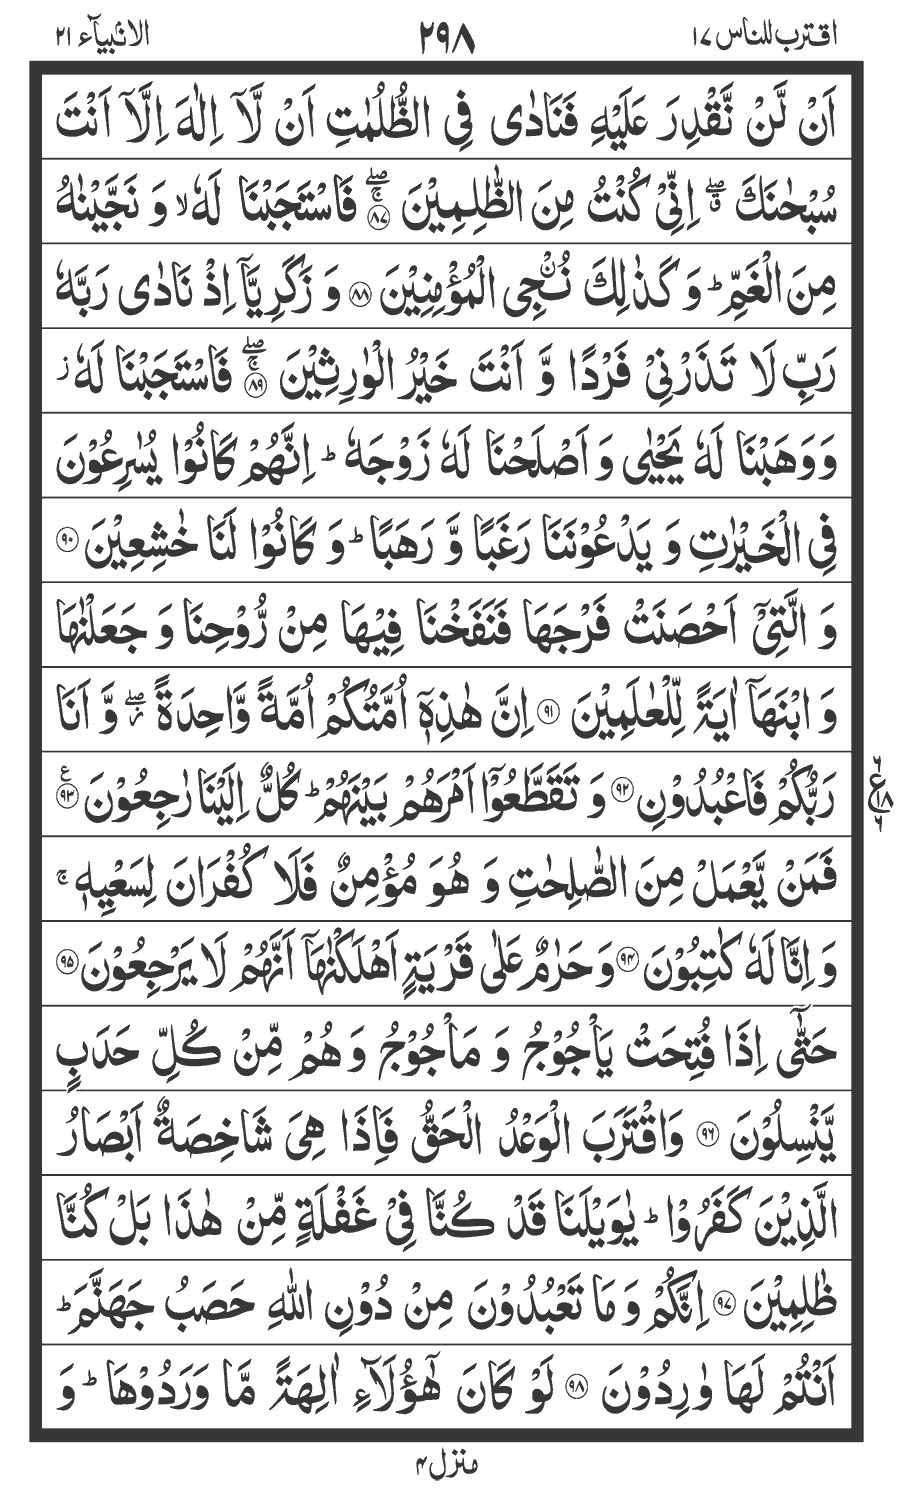 اقترب للناس ۱۷ ۲۹۸ الانبیآء ۲۱
اَنْ لَّنْ نَّقْدِرَ عَلَیْهِ فَنَادٰی فِی الظُّلُمٰتِ اَنْ لَّاۤ اِلٰهَ اِلَّاۤ اَنْتَ
سُبْحٰنَكَ ۖۗ اِنِّیْ كُنْتُ مِنَ الظّٰلِمِیْنَ ۚۖ ﴿۸۷﴾ فَاسْتَجَبْنَا لَهٗ ۙ وَ نَجَّیْنٰهُ
مِنَ الْغَمِّ ؕ وَ كَذٰلِكَ نُـنْۨجِی الْمُؤْمِنِیْنَ ﴿۸۸﴾ وَ زَكَرِیَّاۤ اِذْ نَادٰی رَبَّهٗ
رَبِّ لَا تَذَرْنِیْ فَرْدًا وَّ اَنْتَ خَیْرُ الْوٰرِثِیْنَ ۚۖ ﴿۸۹﴾ فَاسْتَجَبْنَا لَهٗ ؗ
وَوَهَبْنَا لَهٗ یَحْیٰی وَ اَصْلَحْنَا لَهٗ زَوْجَهٗ ؕ اِنَّهُمْ كَانُوْا یُسٰرِعُوْنَ
فِی الْخَیْرٰتِ وَ یَدْعُوْنَنَا رَغَبًا وَّ رَهَبًا ؕ وَ كَانُوْا لَنَا خٰشِعِیْنَ ﴿۹۰﴾
وَ الَّتِیْۤ اَحْصَنَتْ فَرْجَهَا فَنَفَخْنَا فِیْهَا مِنْ رُّوْحِنَا وَ جَعَلْنٰهَا
وَ ابْنَهَاۤ اٰیَةً لِّلْعٰلَمِیْنَ ﴿۹۱﴾ اِنَّ هٰذِهٖۤ اُمَّتُكُمْ اُمَّةً وَّاحِدَةً ۖؗ وَّ اَنَا
رَبُّكُمْ فَاعْبُدُوْنِ ﴿۹۲﴾ وَ تَقَطَّعُوْۤا اَمْرَهُمْ بَیْنَهُمْ ؕ كُلٌّ اِلَیْنَا رٰجِعُوْنَ ﴿۹۳﴾ ع
۶ ع ۱۸ ۶
فَمَنْ یَّعْمَلْ مِنَ الصّٰلِحٰتِ وَ هُوَ مُؤْمِنٌ فَلَا كُفْرَانَ لِسَعْیِهٖ ۚ
وَ اِنَّا لَهٗ كٰتِبُوْنَ ﴿۹۴﴾ وَ حَرٰمٌ عَلٰی قَرْیَةٍ اَهْلَكْنٰهَاۤ اَنَّهُمْ لَا یَرْجِعُوْنَ ﴿۹۵﴾
حَتّٰۤی اِذَا فُتِحَتْ یَاْجُوْجُ وَ مَاْجُوْجُ وَ هُمْ مِّنْ كُلِّ حَدَبٍ
یَّنْسِلُوْنَ ﴿۹۶﴾ وَاقْتَرَبَ الْوَعْدُ الْحَقُّ فَاِذَا هِیَ شَاخِصَةٌ اَبْصَارُ
الَّذِیْنَ كَفَرُوْا ؕ یٰوَیْلَنَا قَدْ كُنَّا فِیْ غَفْلَةٍ مِّنْ هٰذَا بَلْ كُنَّا
ظٰلِمِیْنَ ﴿۹۷﴾ اِنَّكُمْ وَ مَا تَعْبُدُوْنَ مِنْ دُوْنِ اللّٰهِ حَصَبُ جَهَنَّمَ ؕ
اَنْتُمْ لَهَا وٰرِدُوْنَ ﴿۹۸﴾ لَوْ كَانَ هٰۤؤُلَآءِ اٰلِهَةً مَّا وَرَدُوْهَا ؕ وَ
منزل ۴